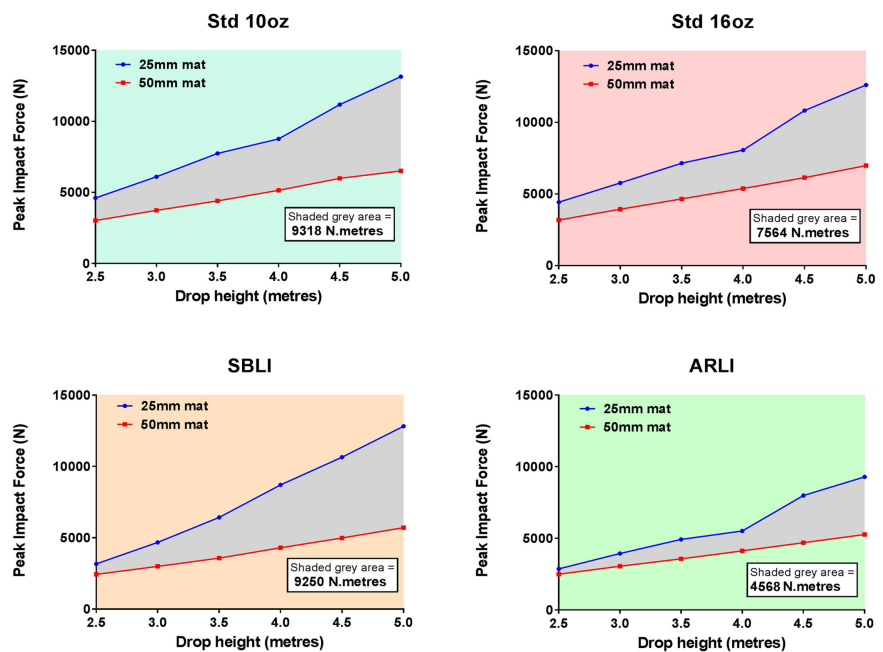 Std 10oz
Peak Impact Force (N)
15000
10000
5000
0
25mm mat
50mm mat
Shaded grey area =
9318 N.metres
2.5 3.0 3.5 4.0 4.5 5.0
Drop height (metres)
Std 16oz
Peak Impact Force (N)
15000
10000
5000
0
25mm mat
50mm mat
Shaded grey area =
7564 N.metres
2.5 3.0 3.5 4.0 4.5 5.0
Drop height (metres)
SBLI
Peak Impact Force (N)
15000
10000
5000
0
25mm mat
50mm mat
Shaded grey area =
9250 N.metres
2.5 3.0 3.5 4.0 4.5 5.0
Drop height (metres)
ARLI
Peak Impact Force (N)
15000
10000
5000
0
25mm mat
50mm mat
Shaded grey area =
4568 N.metres
2.5 3.0 3.5 4.0 4.5 5.0
Drop height (metres)